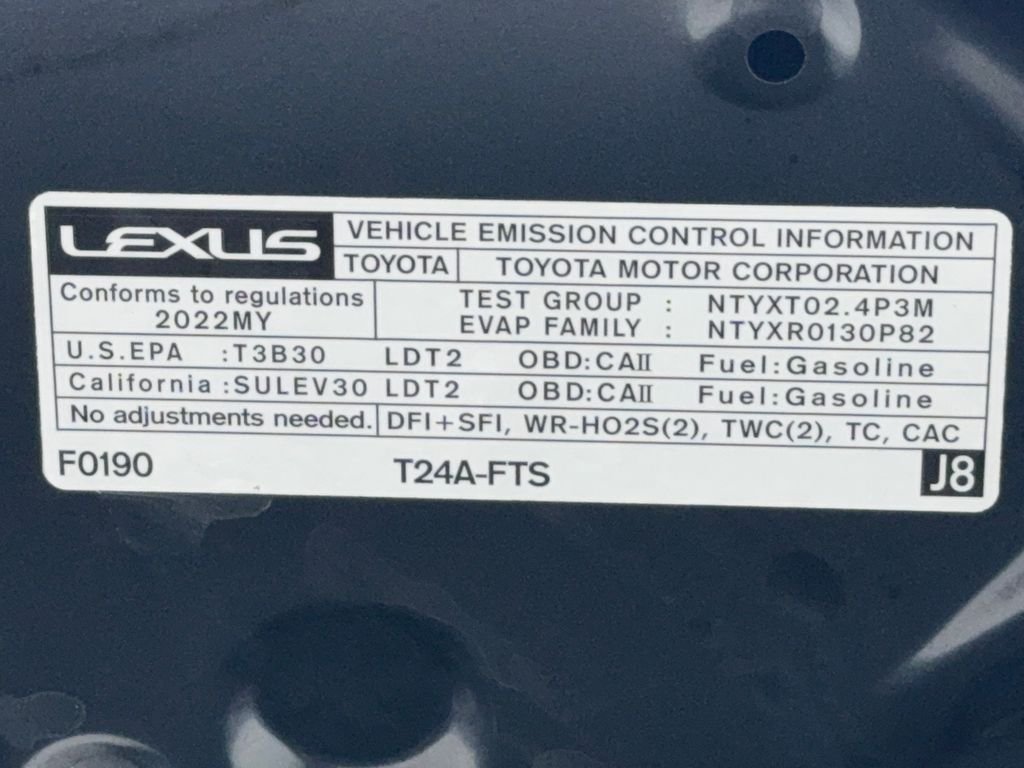 LEXUS
VEHICLE EMISSION CONTROL INFORMATION
TOYOTA TOYOTA MOTOR CORPORATION
Conforms to regulations
2022MY
TEST GROUP : NTYXT02.4P3M
EVAP FAMILY : NTYXR0130P82
U.S.EPA :T3B30 LDT2 OBD:CAII Fuel:Gasoline
California :SULEV30 LDT2 OBD:CAII Fuel:Gasoline
No adjustments needed. DFI+SFI, WR-HO2S(2), TWC(2), TC, CAC
F0190 T24A-FTS J8